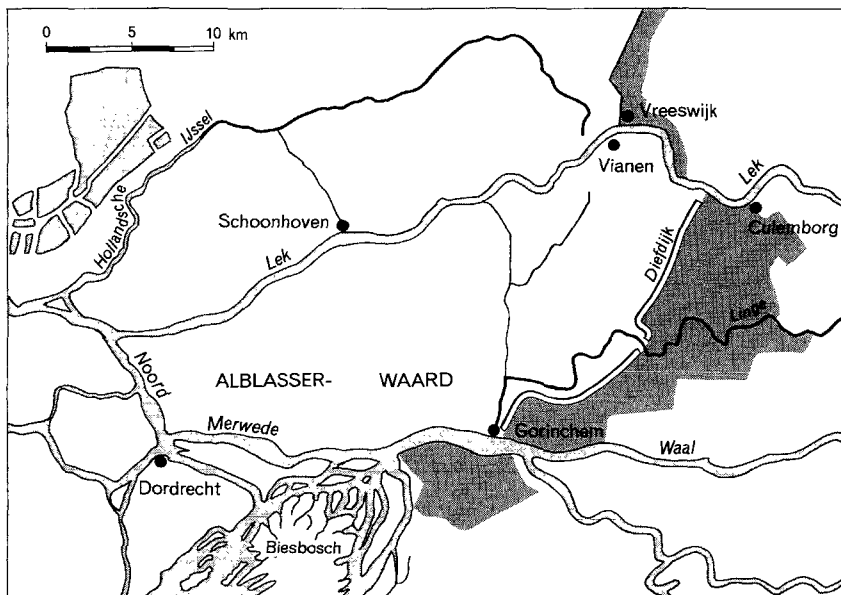 0 5 10 km
Vreeswijk
IJssel
Vianen
Lek
Hollandsche
Schoonhoven
Culemborg
Lek
Diefdijk
Linge
Noord
ALBLASSER- WAARD
Merwede
Gorinchem
Waal
Dordrecht
Biesbosch